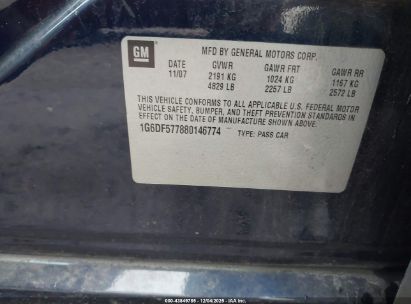 GM
MFD BY GENERAL MOTORS CORP.
DATE GVWR GAWR FRT GAWR RR
11/07 2191 KG 1024 KG 1167 KG
4829 LB 2257 LB 2572 LB
THIS VEHICLE CONFORMS TO ALL APPLICABLE U.S. FEDERAL MOTOR
VEHICLE SAFETY, BUMPER, AND THEFT PREVENTION STANDARDS IN
EFFECT ON THE DATE OF MANUFACTURE SHOWN ABOVE.
1G6DF577880146774 TYPE: PASS CAR